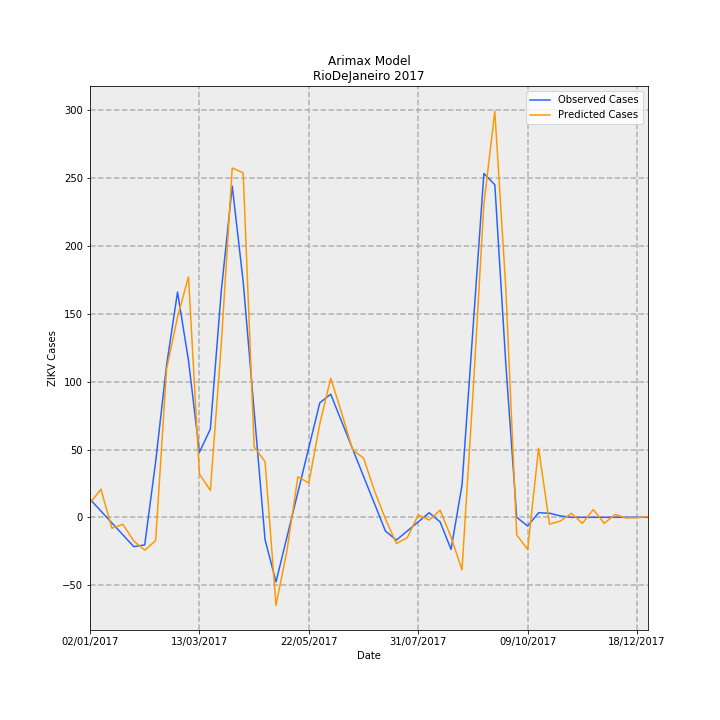 Arimax Model
RioDeJaneiro 2017
Observed Cases
Predicted Cases
300
250
200
150
100
50
0
−50
ZIKV Cases
02/01/2017 13/03/2017 22/05/2017 31/07/2017 09/10/2017 18/12/2017
Date